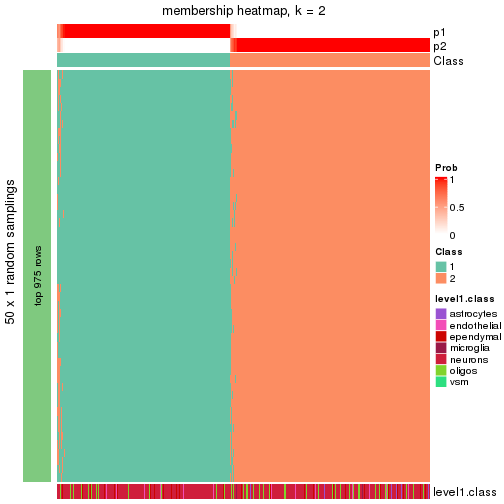 membership heatmap, k = 2
p1
p2
Class
50 x 1 random samplings
top 975 rows
Prob
1
0.5
0
Class
1
2
level1.class
astrocytes
endothelial
ependymal
microglia
neurons
oligos
vsm
level1.class